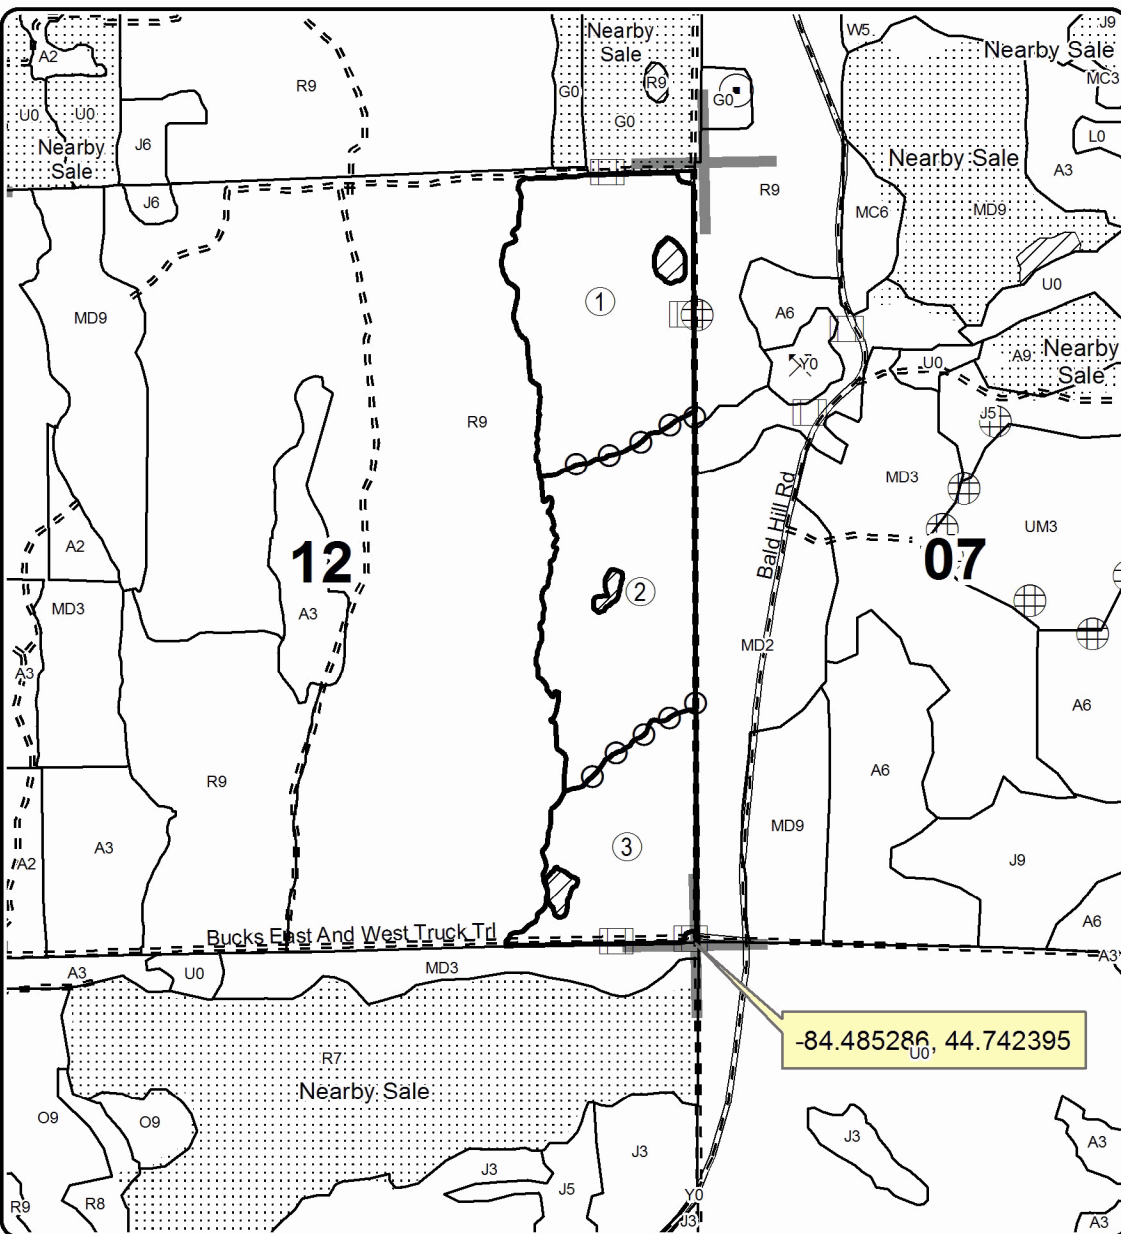 Nearby
Sale
W5
J9
Nearby Sale
A2
R9
R9
G0
G0
MC3
U0
U0
G0
J6
L0
Nearby
Sale
Nearby Sale
A3
R9
J6
MC6
MD9
U0
1
MD9
A6
Y0
U0
A9
Nearby
Sale
R9
J5
MD3
Bald Hill Rd
UM3
A2
12
07
2
MD3
A3
MD2
A3
A6
R9
A6
MD9
3
A3
A2
J9
A6
Bucks East And West Truck Trl
A3
A3
U0
MD3
-84.485286, 44.742395
U0
R7
Nearby Sale
O9
O9
J3
A3
J3
J3
J5
Y0
R9
R8
J3
A3